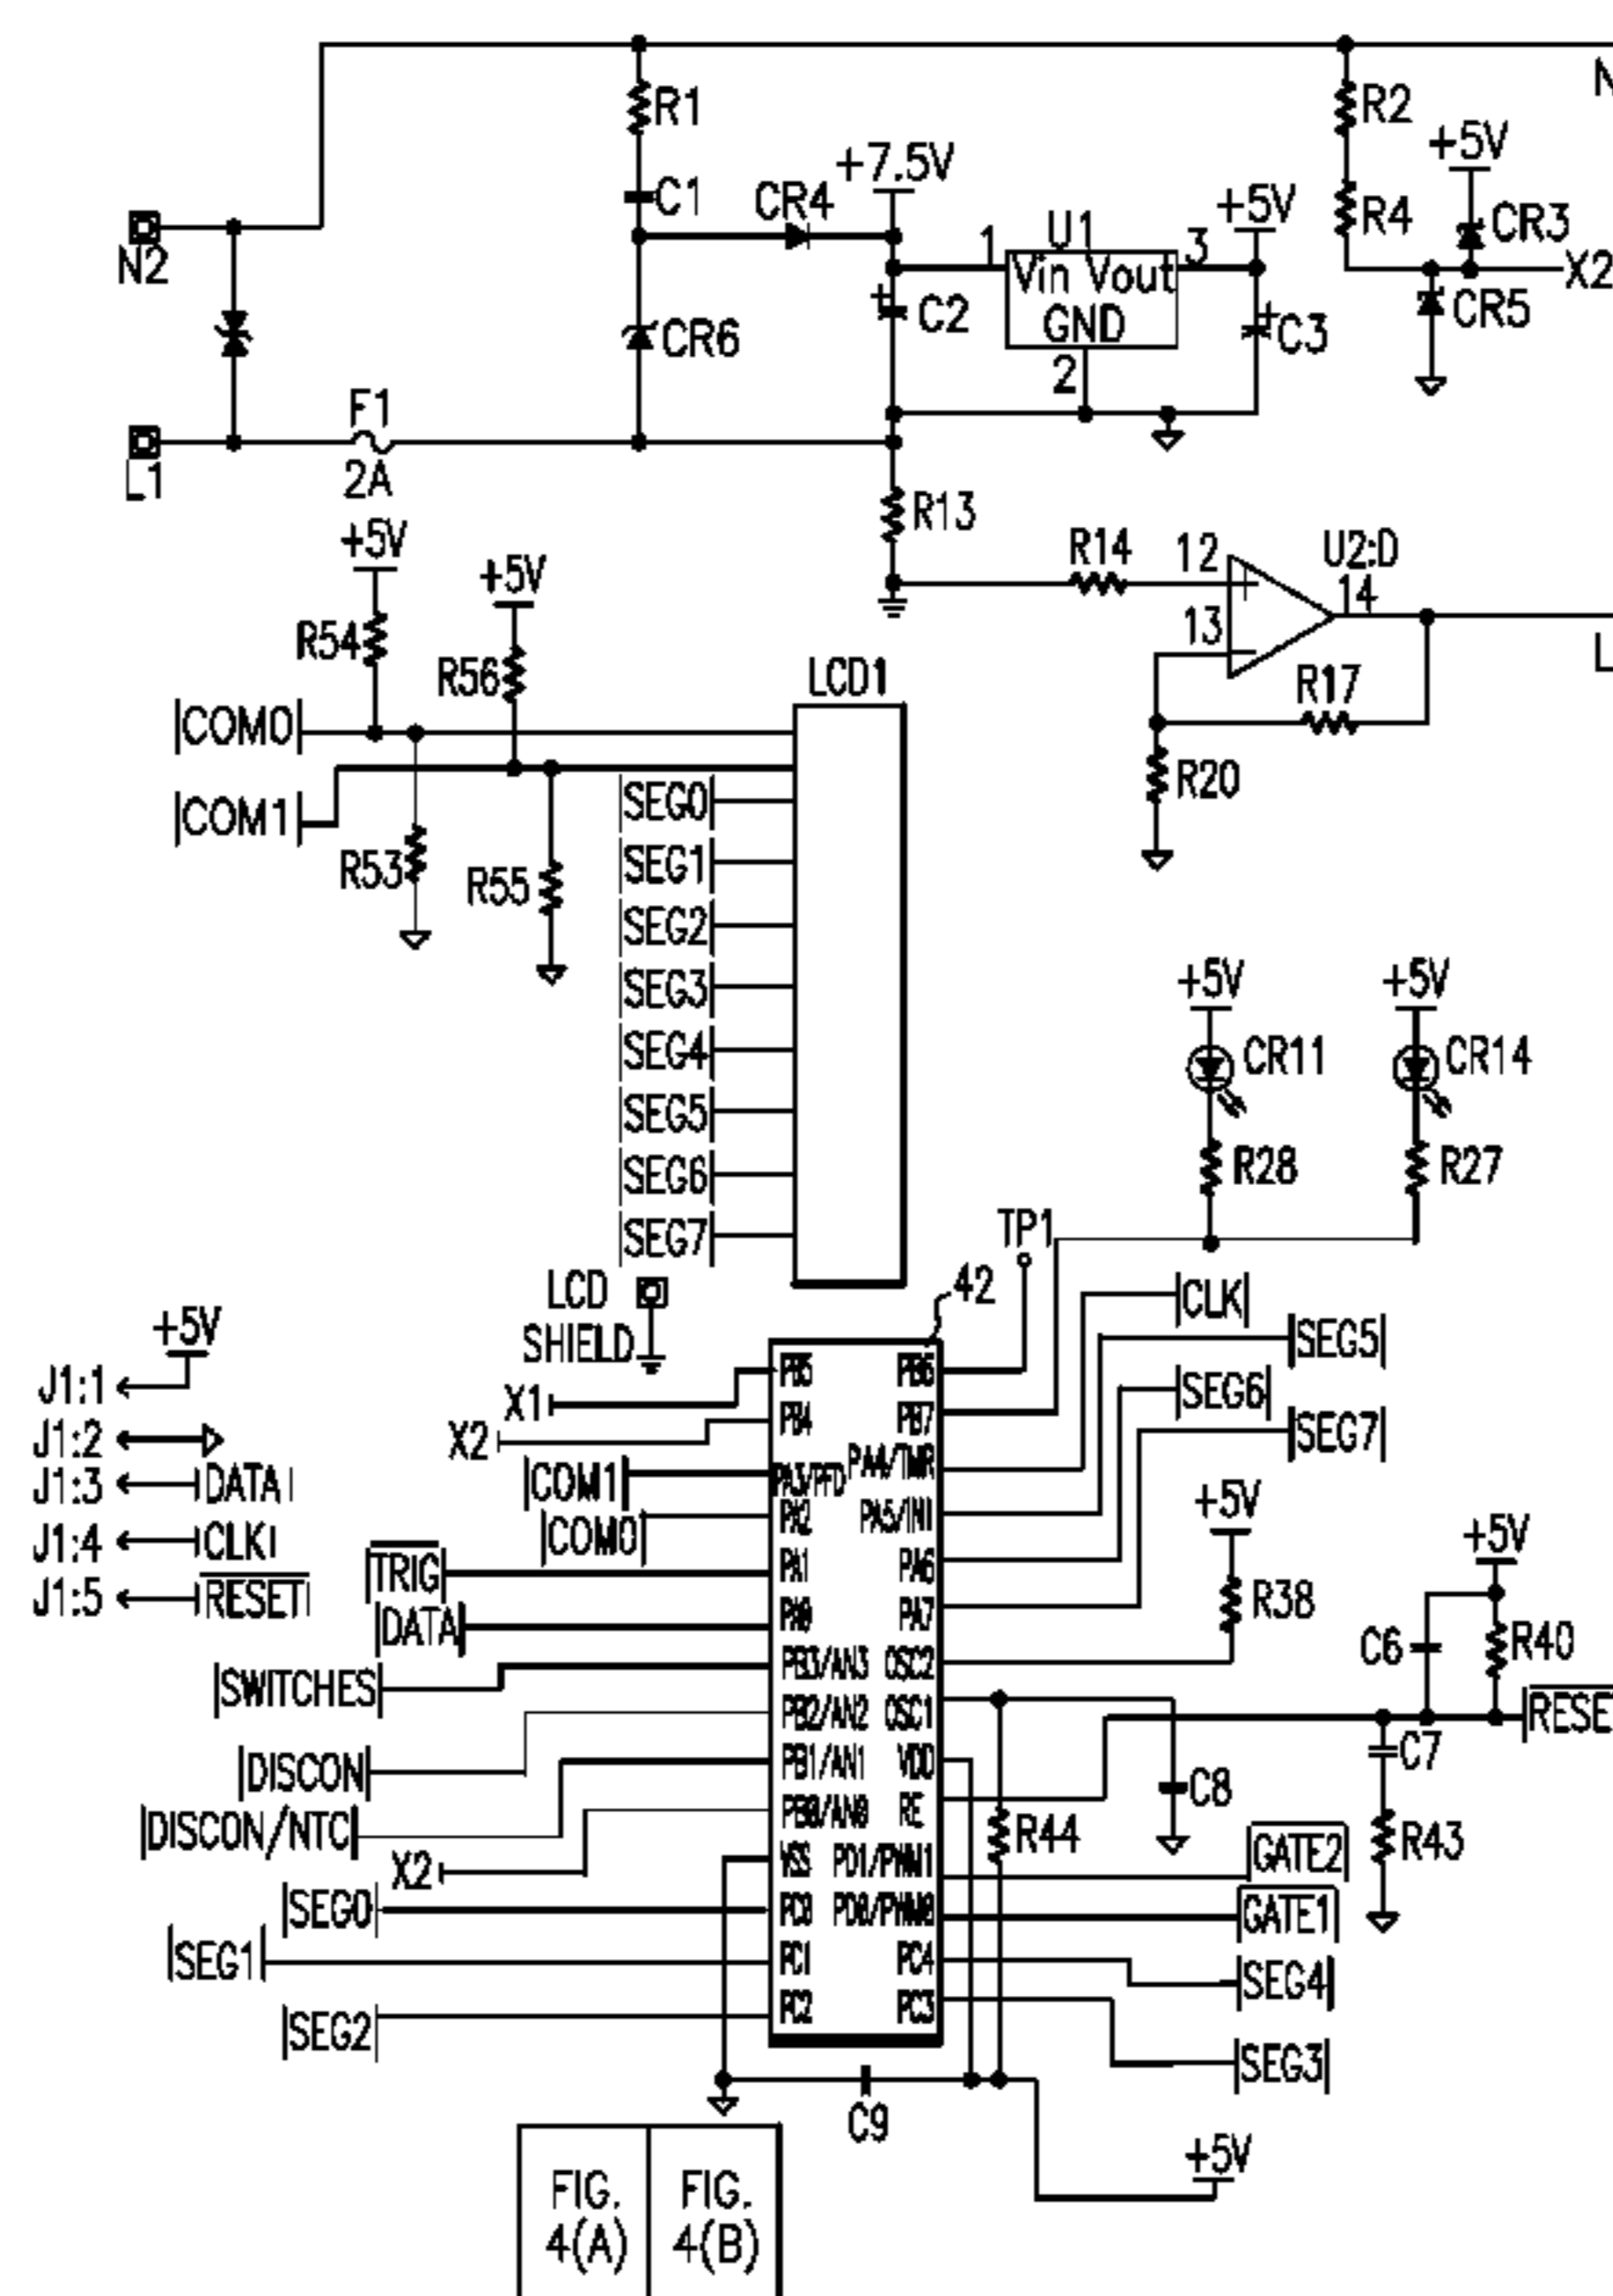 N
R1
R2
+5V
+7.5V
CR4
C1
+5V
R4
CR3
N2
1
U1
3
Vin Vout
X2
GND
C2
C3
CR5
CR6
2
F1
L1
2A
R13
+5V
+5V
R14
12
U2:D
14
13
R54
R56
LCD1
R17
L
COM0
COM1
R20
SEG0
R53
R55
SEG1
SEG2
SEG3
+5V
+5V
SEG4
CR11
CR14
SEG5
SEG6
R28
R27
SEG7
TP1
LCD
SHIELD
42
CLK
SEG5
+5V
J1:1
X1
PB5
PB6
SEG6
J1:2
X2
PB4
PB7
SEG7
J1:3
DATA
COM1
PA3/PFD
PA4/TMR
+5V
J1:4
CLK
COM0
PA2
PA5/INT
+5V
J1:5
RESET
TRIG
PA1
PA6
R38
DATA
PA0
PA7
C6
R40
SWITCHES
PB3/AN3
OSC2
PB2/AN2
OSC1
RESE
DISCON
PB1/AN1
VDD
C7
C8
DISCON/NTC
PB0/AN0
RE
R44
R43
X2
VSS
PD1/PWM1
GATE2
SEG0
PC0
PD0/PWM0
GATE1
SEG1
PC1
PC4
SEG4
SEG2
PC2
PC3
SEG3
C9
+5V
FIG.
4(A)
FIG.
4(B)